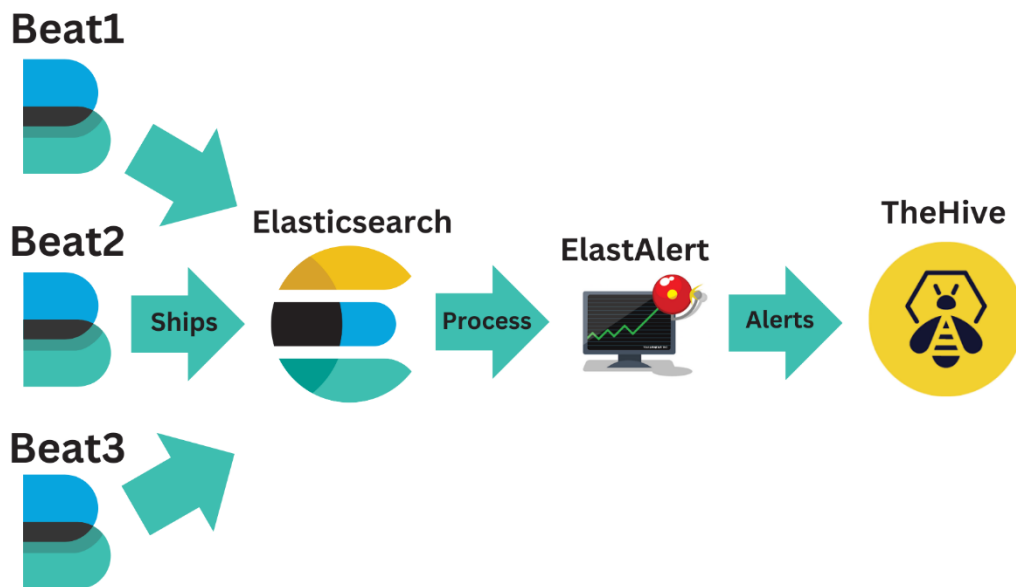 Beat1
Beat2
Beat3
Ships
Elasticsearch
Process
ElastAlert
Alerts
TheHive